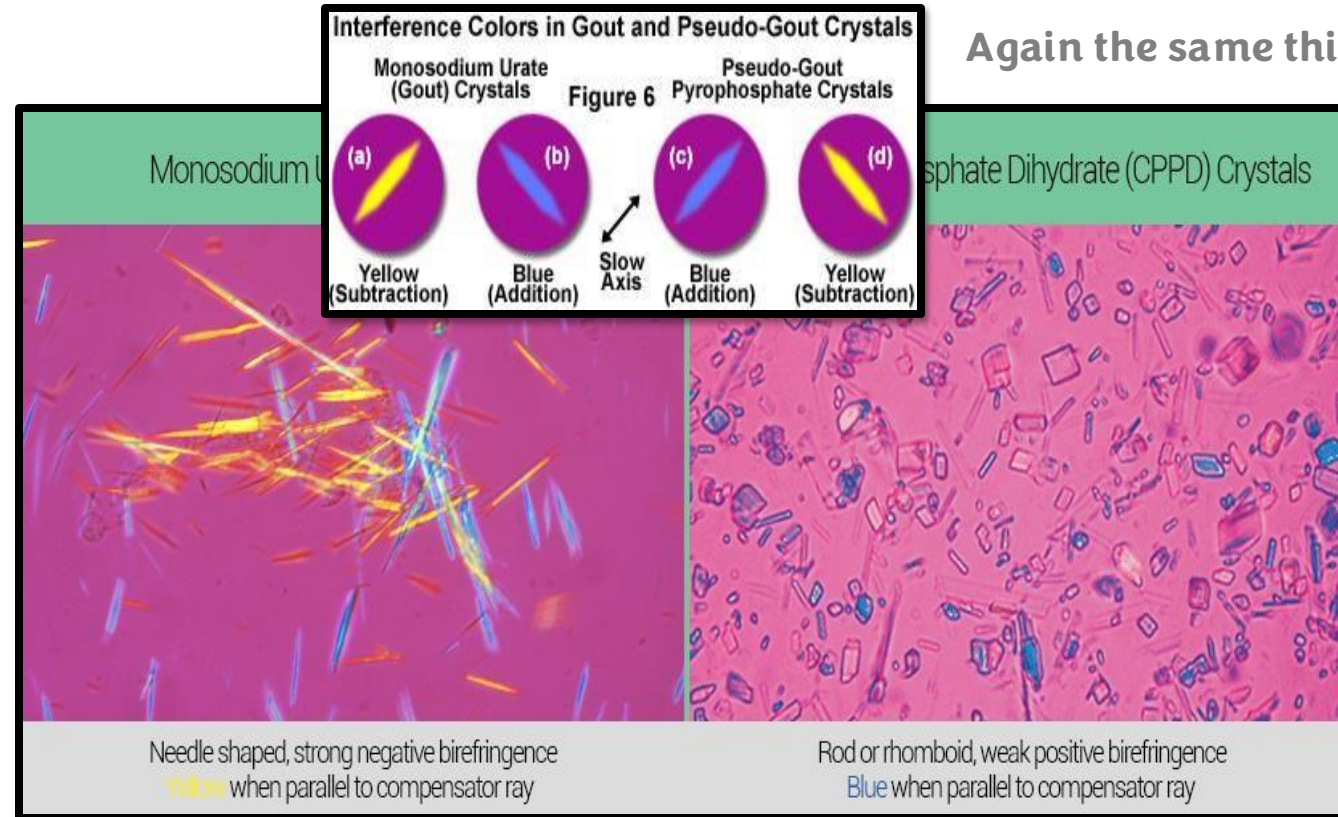 Interference Colors in Gout and Pseudo-Gout Crystals
Monosodium Urate
(Gout) Crystals
Figure 6
Pseudo-Gout
Pyrophosphate Crystals
(a)
(b)
(c)
(d)
Yellow
(Subtraction)
Blue
(Addition)
Slow
Axis
Blue
(Addition)
Yellow
(Subtraction)
Again the same thi
Monosodium
sphate Dihydrate (CPPD) Crystals
Needle shaped, strong negative birefringence
Yellow when parallel to compensator ray
Rod or rhomboid, weak positive birefringence
Blue when parallel to compensator ray